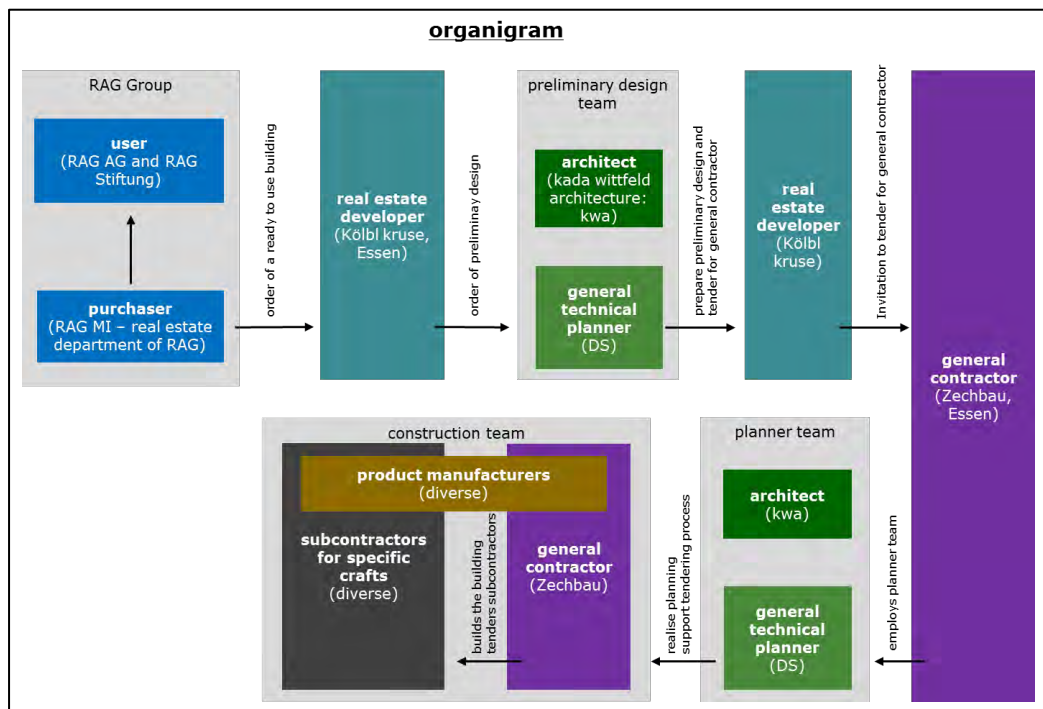 organigram
RAG Group
user
(RAG AG and RAG
Stiftung)
purchaser
(RAG MI – real estate
department of RAG)
order of a ready to use building
real estate
developer
(Kölbl kruse,
Essen)
order of preliminay design
preliminary design
team
architect
(kada wittfeld
architecture:
kwa)
general
technical
planner
(DS)
prepare preliminary design and
tender for general contractor
real
estate
developer
(Kölbl
kruse)
Invitation to tender for general contractor
general
contractor
(Zechbau,
Essen)
construction team
product manufacturers
(diverse)
subcontractors
for specific
crafts
(diverse)
builds the building
tenders subcontractors
general
contractor
(Zechbau)
realise planning
support tendering process
planner team
architect
(kwa)
general
technical
planner
(DS)
employs planner team